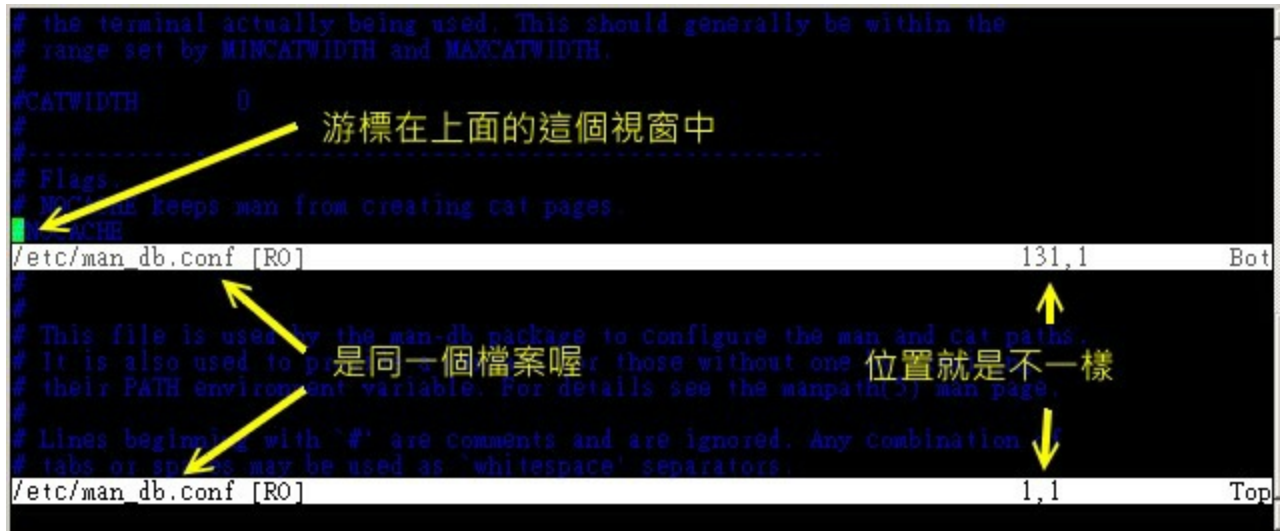 # the terminal actually being used. This should generally be within the
# range set by MINCATWIDTH and MAXCATWIDTH.
#
#CATWIDTH 0
#
游標在上面的這個視窗中
#---------------------------------------------------------
# Flags.
# NOCACHE keeps man from creating cat pages.
#NOCACHE
/etc/man_db.conf [RO] 131,1 Bot
#
#
# This file is used by the man-db package to configure the man and cat paths.
# It is also used to those without one
是同一個檔案喔
位置就是不一樣
# their PATH environment variable. For details see the manpath(5) man page.
#
# Lines beginning with `#' are comments and are ignored. Any combination of
# tabs or spaces may be used as `whitespace' separators.
/etc/man_db.conf [RO] 1,1 Top